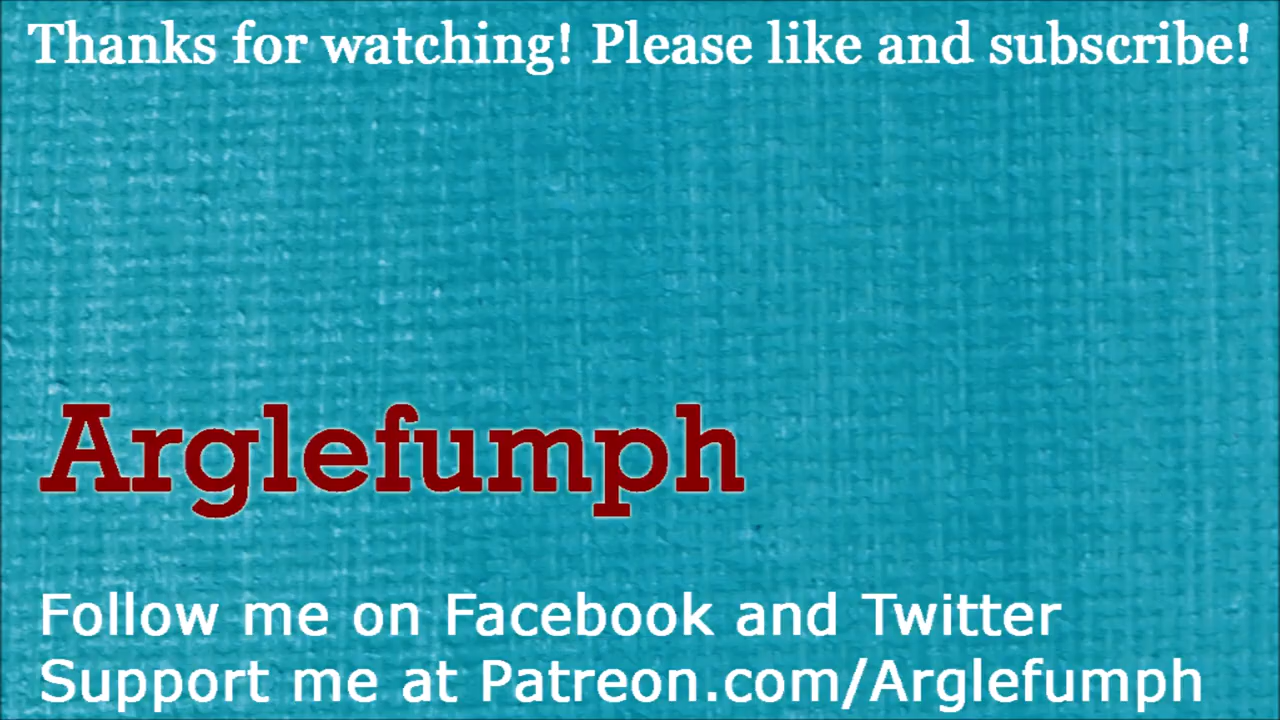 Thanks for watching! Please like and subscribe!
Arglefumph
Follow me on Facebook and Twitter
Support me at Patreon.com/Arglefumph